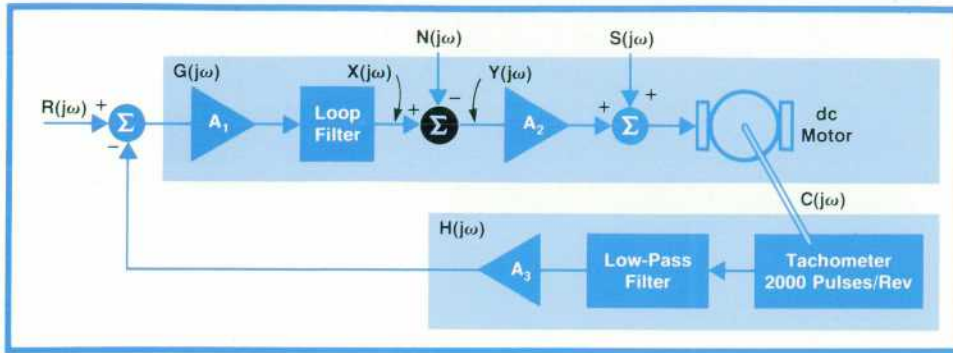 N(jω)
S(jω)
G(jω)
X(jω)
Y(jω)
R(jω)
+
Σ
−
A₁
Loop
Filter
+
Σ
−
A₂
+
Σ
+
dc
Motor
C(jω)
H(jω)
A₃
Low-Pass
Filter
Tachometer
2000 Pulses/Rev